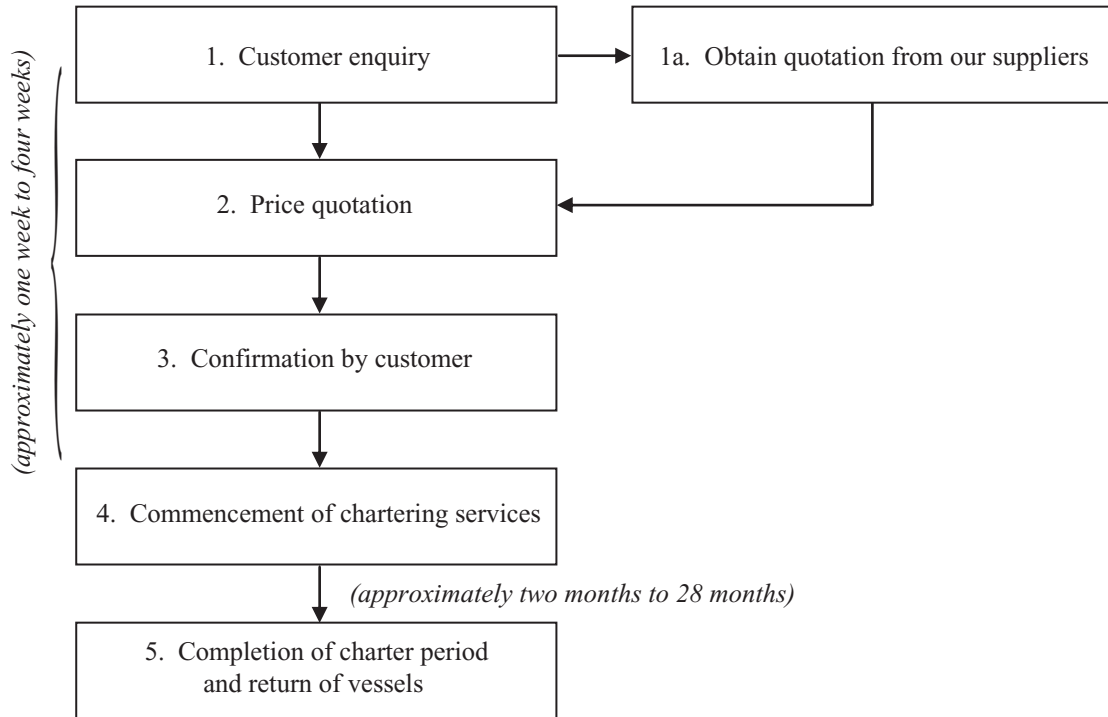 1. Customer enquiry
1a. Obtain quotation from our suppliers
(approximately one week to four weeks)
2. Price quotation
3. Confirmation by customer
4. Commencement of chartering services
(approximately two months to 28 months)
5. Completion of charter period
and return of vessels